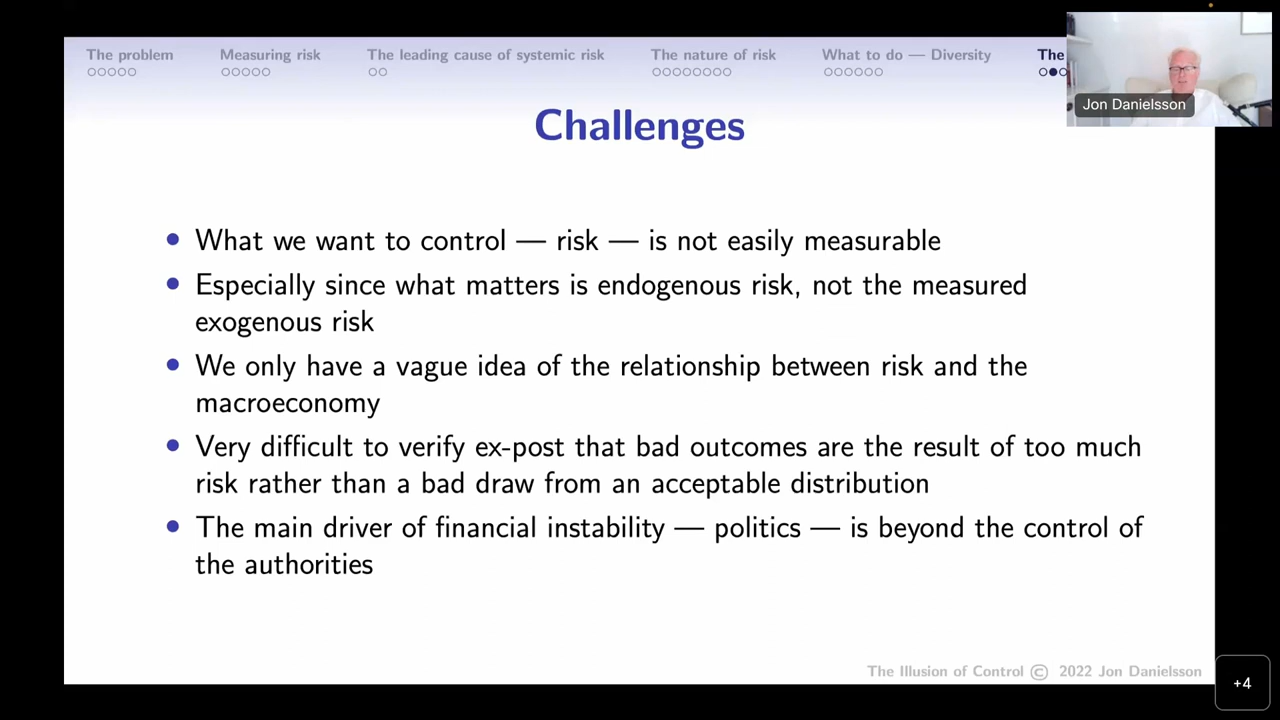 The problem
Measuring risk
The leading cause of systemic risk
The nature of risk
What to do — Diversity
The
Jon Danielsson
Challenges
• What we want to control — risk — is not easily measurable
• Especially since what matters is endogenous risk, not the measured
exogenous risk
• We only have a vague idea of the relationship between risk and the
macroeconomy
• Very difficult to verify ex-post that bad outcomes are the result of too much
risk rather than a bad draw from an acceptable distribution
• The main driver of financial instability — politics — is beyond the control of
the authorities
The Illusion of Control © 2022 Jon Danielsson
+4